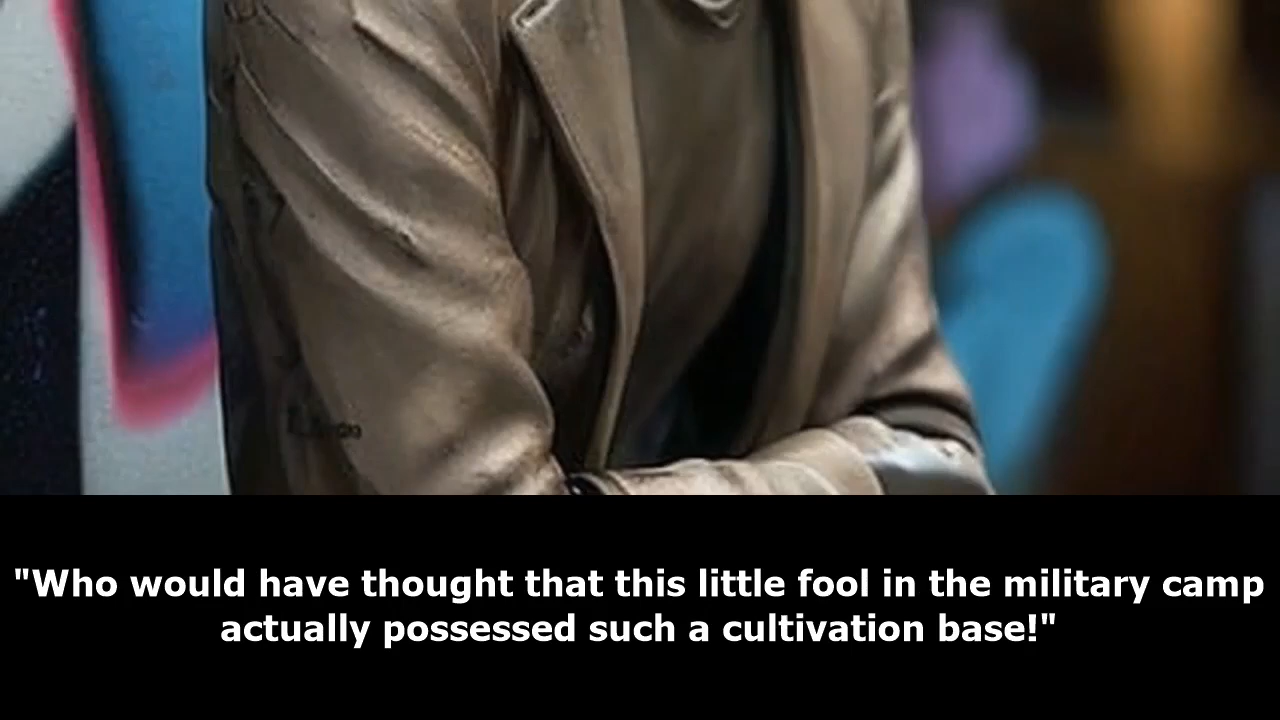 "Who would have thought that this little fool in the military camp
actually possessed such a cultivation base!"